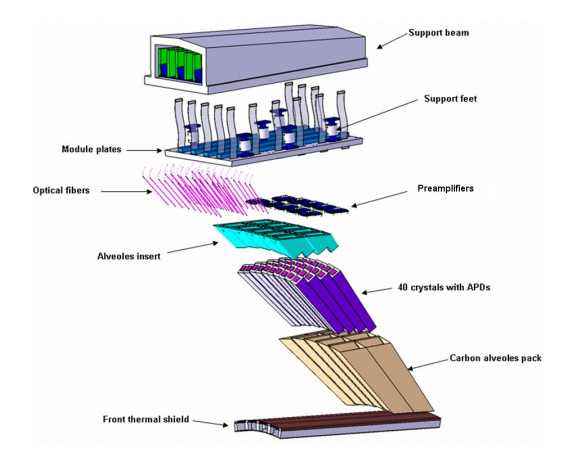 Support beam
Support feet
Module plates
Optical fibers
Preamplifiers
Alveoles insert
40 crystals with APDs
Carbon alveoles pack
Front thermal shield